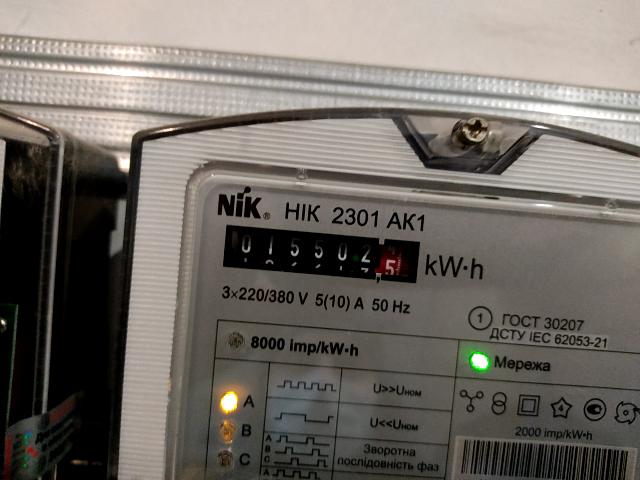 NiK® НІК 2301 АК1
015502,5 kW·h
3×220/380 V 5(10) A 50 Hz
1 ГОСТ 30207
ДСТУ IEC 62053-21
8000 imp/kW·h
Мережа
A
U>>Uном
B
U<<Uном
C
A
B
C
Зворотна
послідовність фаз
A
2000 imp/kW·h